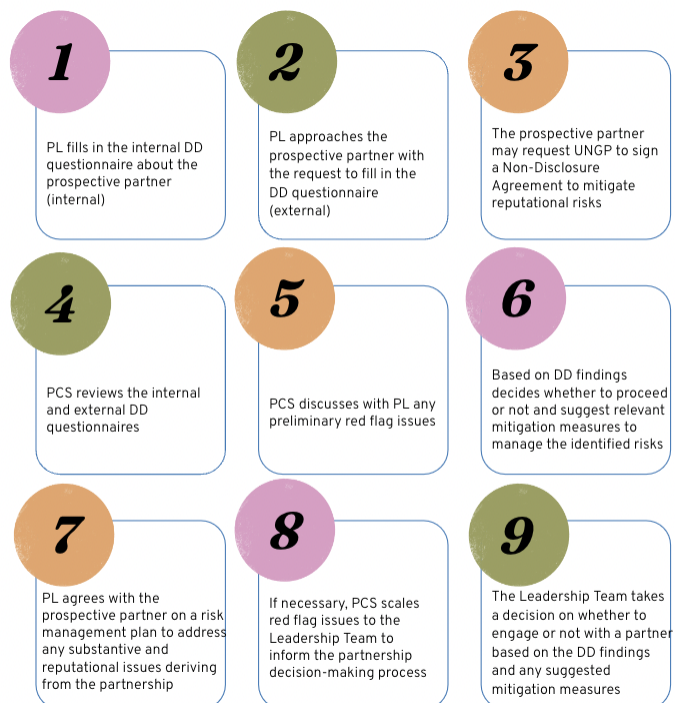 1
PL fills in the internal DD
questionnaire about the
prospective partner
(internal)
2
PL approaches the
prospective partner with
the request to fill in the
DD questionnaire
(external)
3
The prospective partner
may request UNGP to sign
a Non-Disclosure
Agreement to mitigate
reputational risks
4
PCS reviews the internal
and external DD
questionnaires
5
PCS discusses with PL any
preliminary red flag issues
6
Based on DD findings
decides whether to proceed
or not and suggest relevant
mitigation measures to
manage the identified risks
7
PL agrees with the
prospective partner on a risk
management plan to address
any substantive and
reputational issues deriving
from the partnership
8
If necessary, PCS scales
red flag issues to the
Leadership Team to
inform the partnership
decision-making process
9
The Leadership Team takes
a decision on whether to
engage or not with a partner
based on the DD findings
and any suggested
mitigation measures